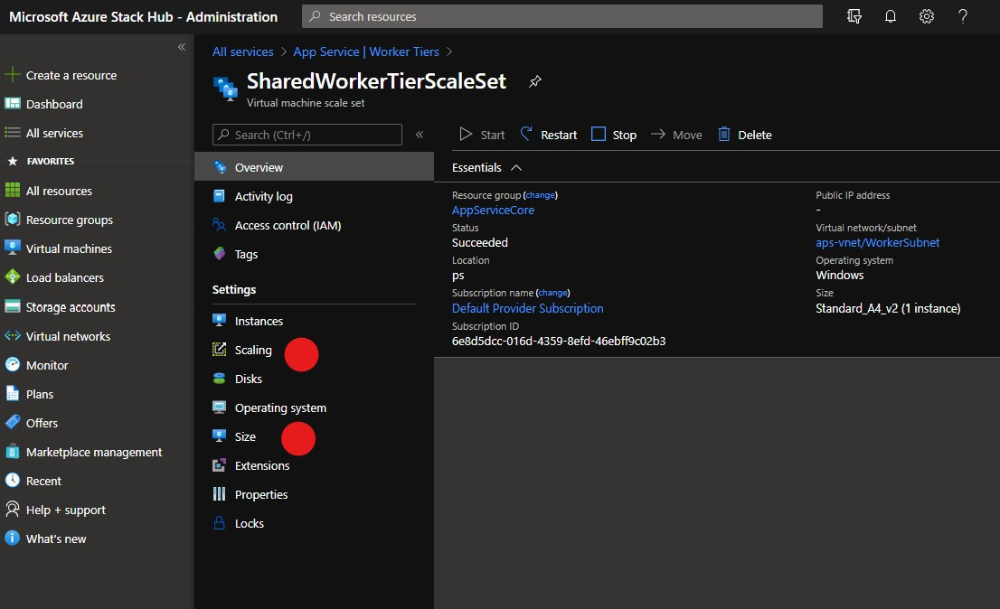 Microsoft Azure Stack Hub - Administration
Search resources
Create a resource
Dashboard
All services
FAVORITES
All resources
Resource groups
Virtual machines
Load balancers
Storage accounts
Virtual networks
Monitor
Plans
Offers
Marketplace management
Recent
Help + support
What's new
All services > App Service | Worker Tiers >
SharedWorkerTierScaleSet
Virtual machine scale set
Search (Ctrl+/)
Overview
Activity log
Access control (IAM)
Tags
Settings
Instances
Scaling
Disks
Operating system
Size
Extensions
Properties
Locks
Start Restart Stop Move Delete
Essentials
Resource group (change)
AppServiceCore
Status
Succeeded
Location
ps
Subscription name (change)
Default Provider Subscription
Subscription ID
6e8d5dcc-016d-4359-8efd-46ebff9c02b3
Public IP address
-
Virtual network/subnet
aps-vnet/WorkerSubnet
Operating system
Windows
Size
Standard_A4_v2 (1 instance)